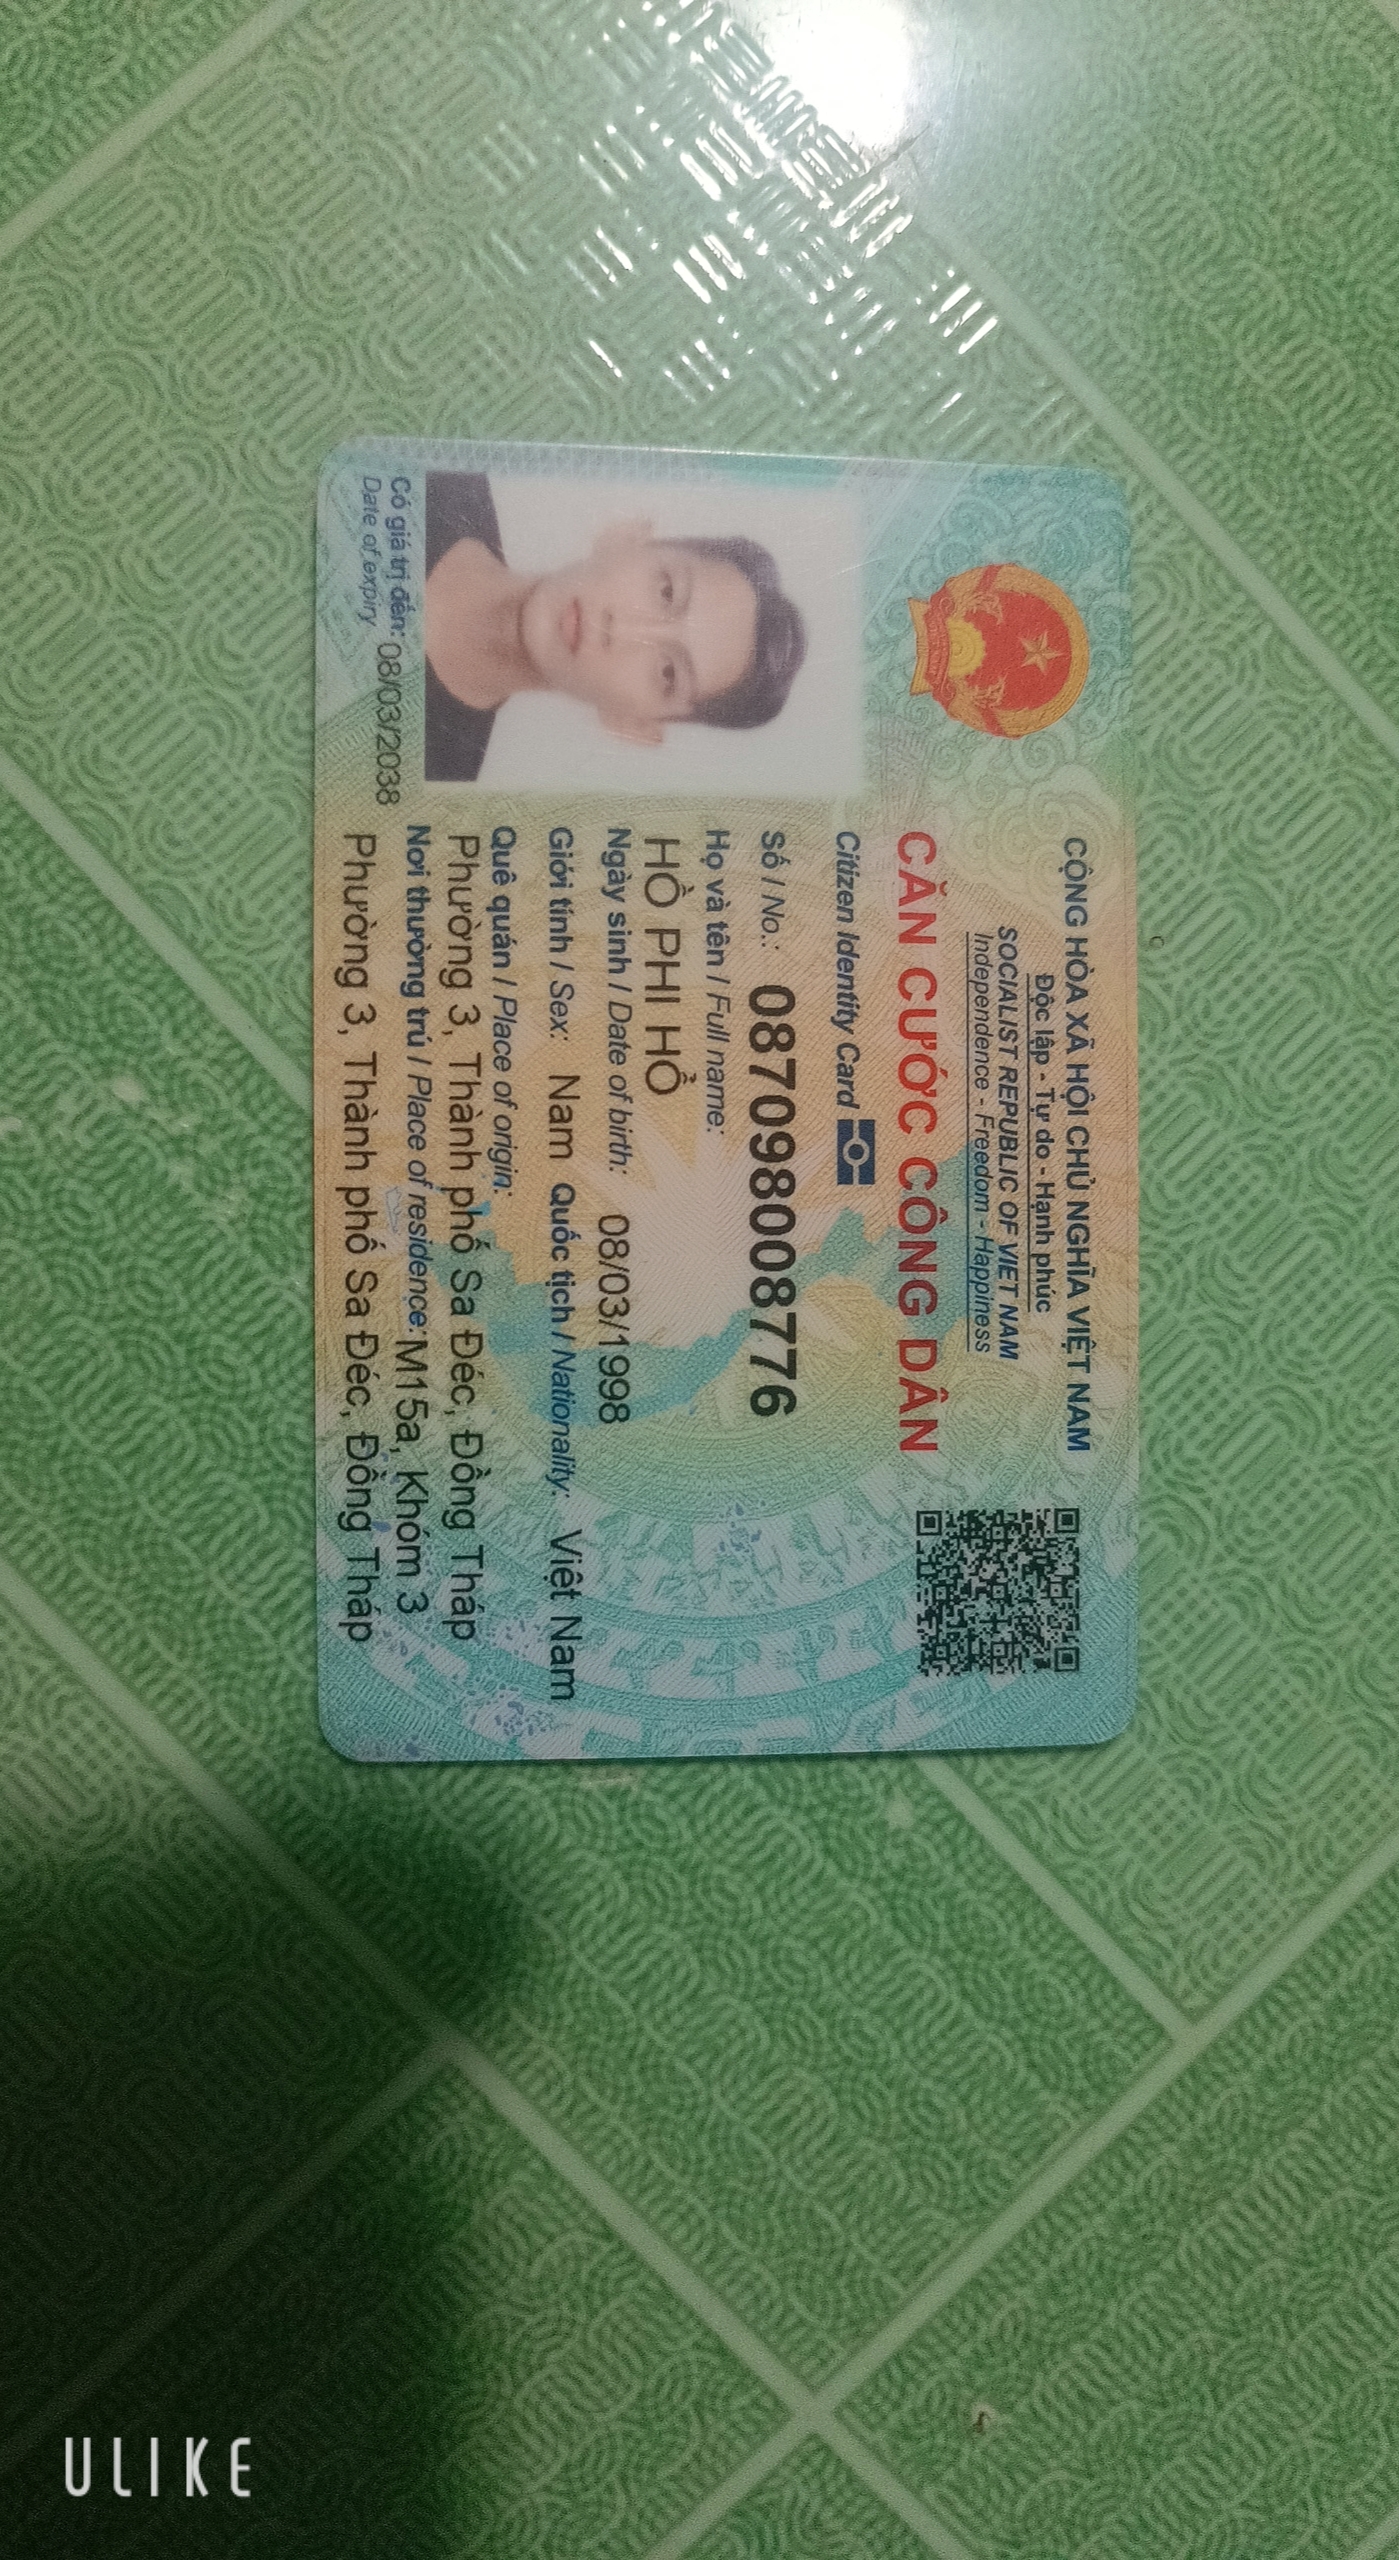 CỘNG HÒA XÃ HỘI CHỦ NGHĨA VIỆT NAM
Độc lập - Tự do - Hạnh phúc
SOCIALIST REPUBLIC OF VIET NAM
Independence - Freedom - Happiness
CĂN CƯỚC CÔNG DÂN
Citizen Identity Card
Số / No.: 087098008776
Họ và tên / Full name:
HỒ PHI HỔ
Ngày sinh / Date of birth: 08/03/1998
Giới tính / Sex: Nam Quốc tịch / Nationality: Việt Nam
Quê quán / Place of origin:
Phường 3, Thành phố Sa Đéc, Đồng Tháp
Nơi thường trú / Place of residence: M15a, Khóm 3
Phường 3, Thành phố Sa Đéc, Đồng Tháp
Có giá trị đến: 08/03/2038
Date of expiry
ULIKE